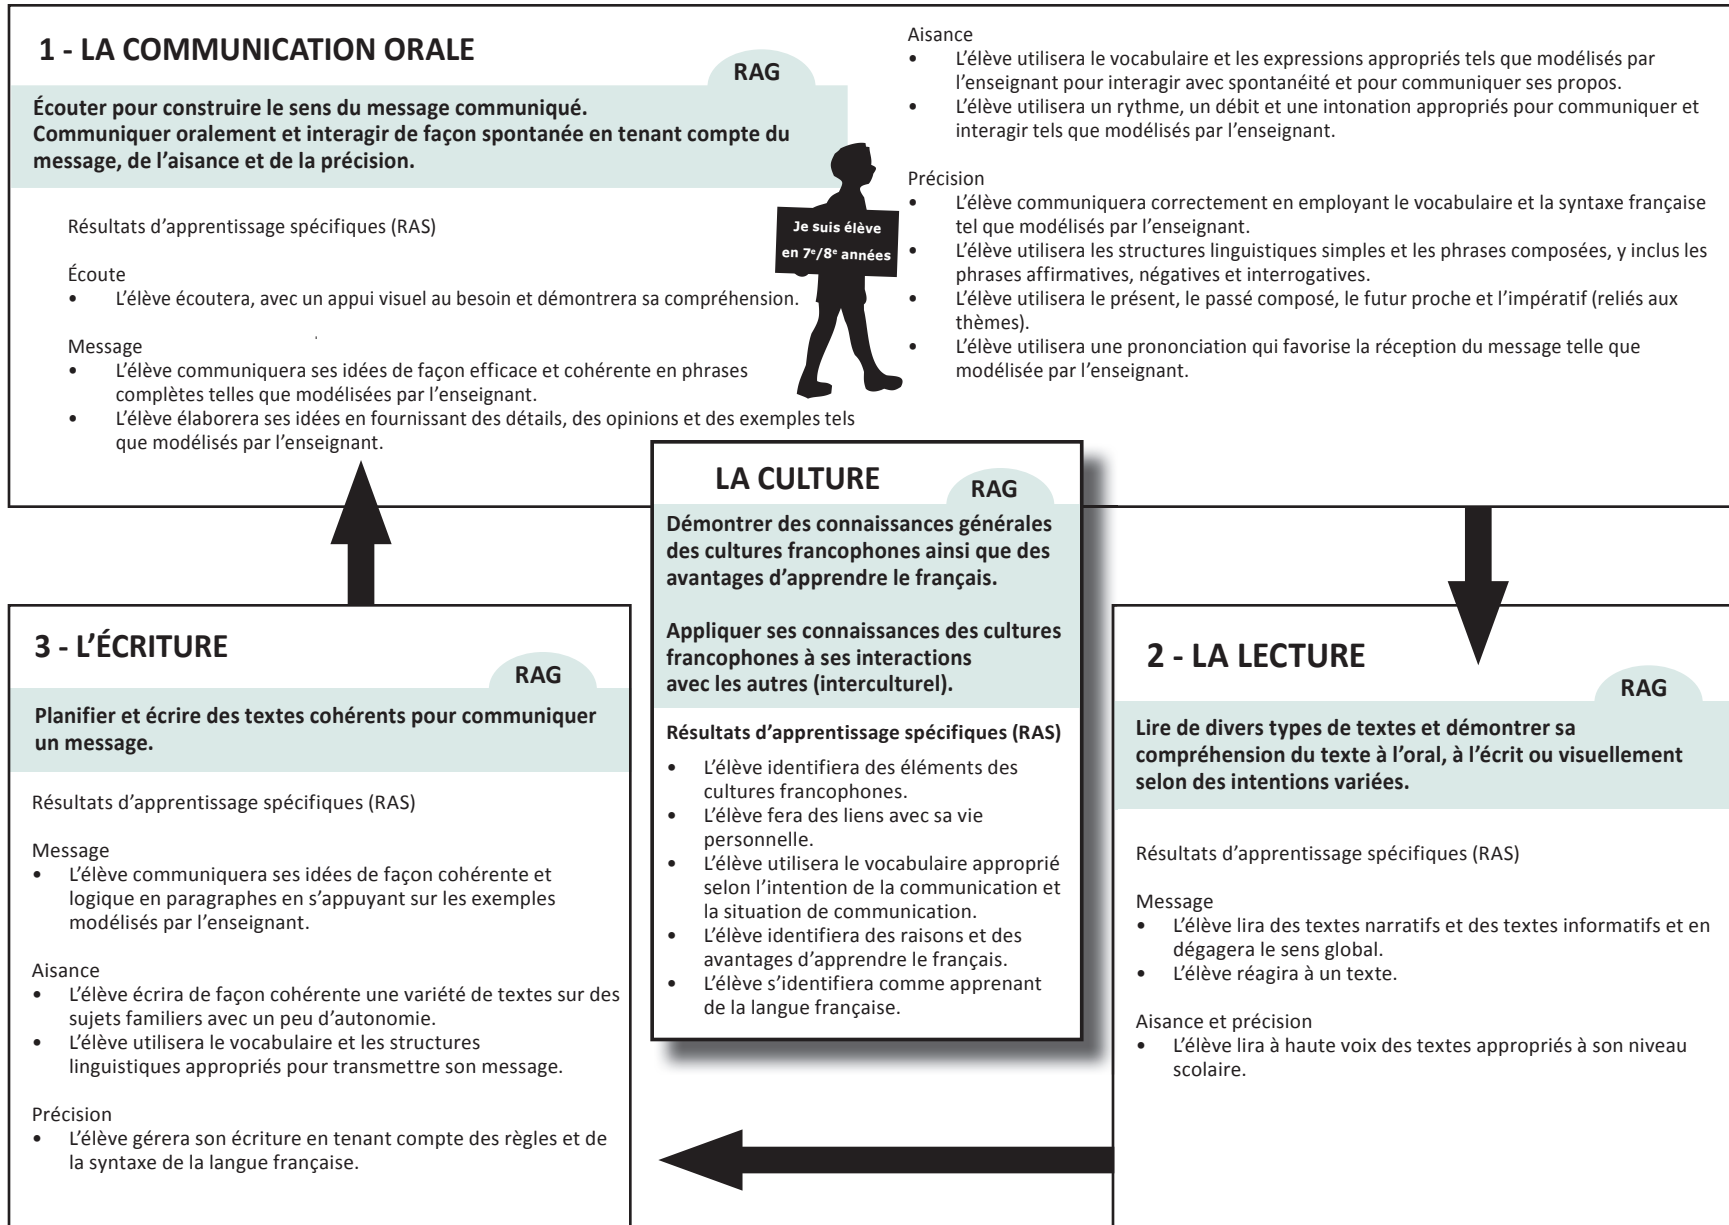 1 - LA COMMUNICATION ORALE
RAG
Écouter pour construire le sens du message communiqué.
Communiquer oralement et interagir de façon spontanée en tenant compte du
message, de l’aisance et de la précision.
Résultats d’apprentissage spécifiques (RAS)
Écoute
• L’élève écoutera, avec un appui visuel au besoin et démontrera sa compréhension.
Message
• L’élève communiquera ses idées de façon efficace et cohérente en phrases
complètes telles que modélisées par l’enseignant.
• L’élève élaborera ses idées en fournissant des détails, des opinions et des exemples tels
que modélisés par l’enseignant.
Je suis élève
en 7e/8e années
Aisance
• L’élève utilisera le vocabulaire et les expressions appropriés tels que modélisés par
l’enseignant pour interagir avec spontanéité et pour communiquer ses propos.
• L’élève utilisera un rythme, un débit et une intonation appropriés pour communiquer et
interagir tels que modélisés par l’enseignant.
Précision
• L’élève communiquera correctement en employant le vocabulaire et la syntaxe française
tel que modélisés par l’enseignant.
• L’élève utilisera les structures linguistiques simples et les phrases composées, y inclus les
phrases affirmatives, négatives et interrogatives.
• L’élève utilisera le présent, le passé composé, le futur proche et l’impératif (reliés aux
thèmes).
• L’élève utilisera une prononciation qui favorise la réception du message telle que
modélisée par l’enseignant.
LA CULTURE
RAG
Démontrer des connaissances générales
des cultures francophones ainsi que des
avantages d’apprendre le français.
Appliquer ses connaissances des cultures
francophones à ses interactions
avec les autres (interculturel).
Résultats d’apprentissage spécifiques (RAS)
• L’élève identifiera des éléments des
cultures francophones.
• L’élève fera des liens avec sa vie
personnelle.
• L’élève utilisera le vocabulaire approprié
selon l’intention de la communication et
la situation de communication.
• L’élève identifiera des raisons et des
avantages d’apprendre le français.
• L’élève s’identifiera comme apprenant
de la langue française.
2 - LA LECTURE
RAG
Lire de divers types de textes et démontrer sa
compréhension du texte à l’oral, à l’écrit ou visuellement
selon des intentions variées.
Résultats d’apprentissage spécifiques (RAS)
Message
• L’élève lira des textes narratifs et des textes informatifs et en
dégagera le sens global.
• L’élève réagira à un texte.
Aisance et précision
• L’élève lira à haute voix des textes appropriés à son niveau
scolaire.
3 - L’ÉCRITURE
RAG
Planifier et écrire des textes cohérents pour communiquer
un message.
Résultats d’apprentissage spécifiques (RAS)
Message
• L’élève communiquera ses idées de façon cohérente et
logique en paragraphes en s’appuyant sur les exemples
modélisés par l’enseignant.
Aisance
• L’élève écrira de façon cohérente une variété de textes sur des
sujets familiers avec un peu d’autonomie.
• L’élève utilisera le vocabulaire et les structures
linguistiques appropriés pour transmettre son message.
Précision
• L’élève gérera son écriture en tenant compte des règles et de
la syntaxe de la langue française.